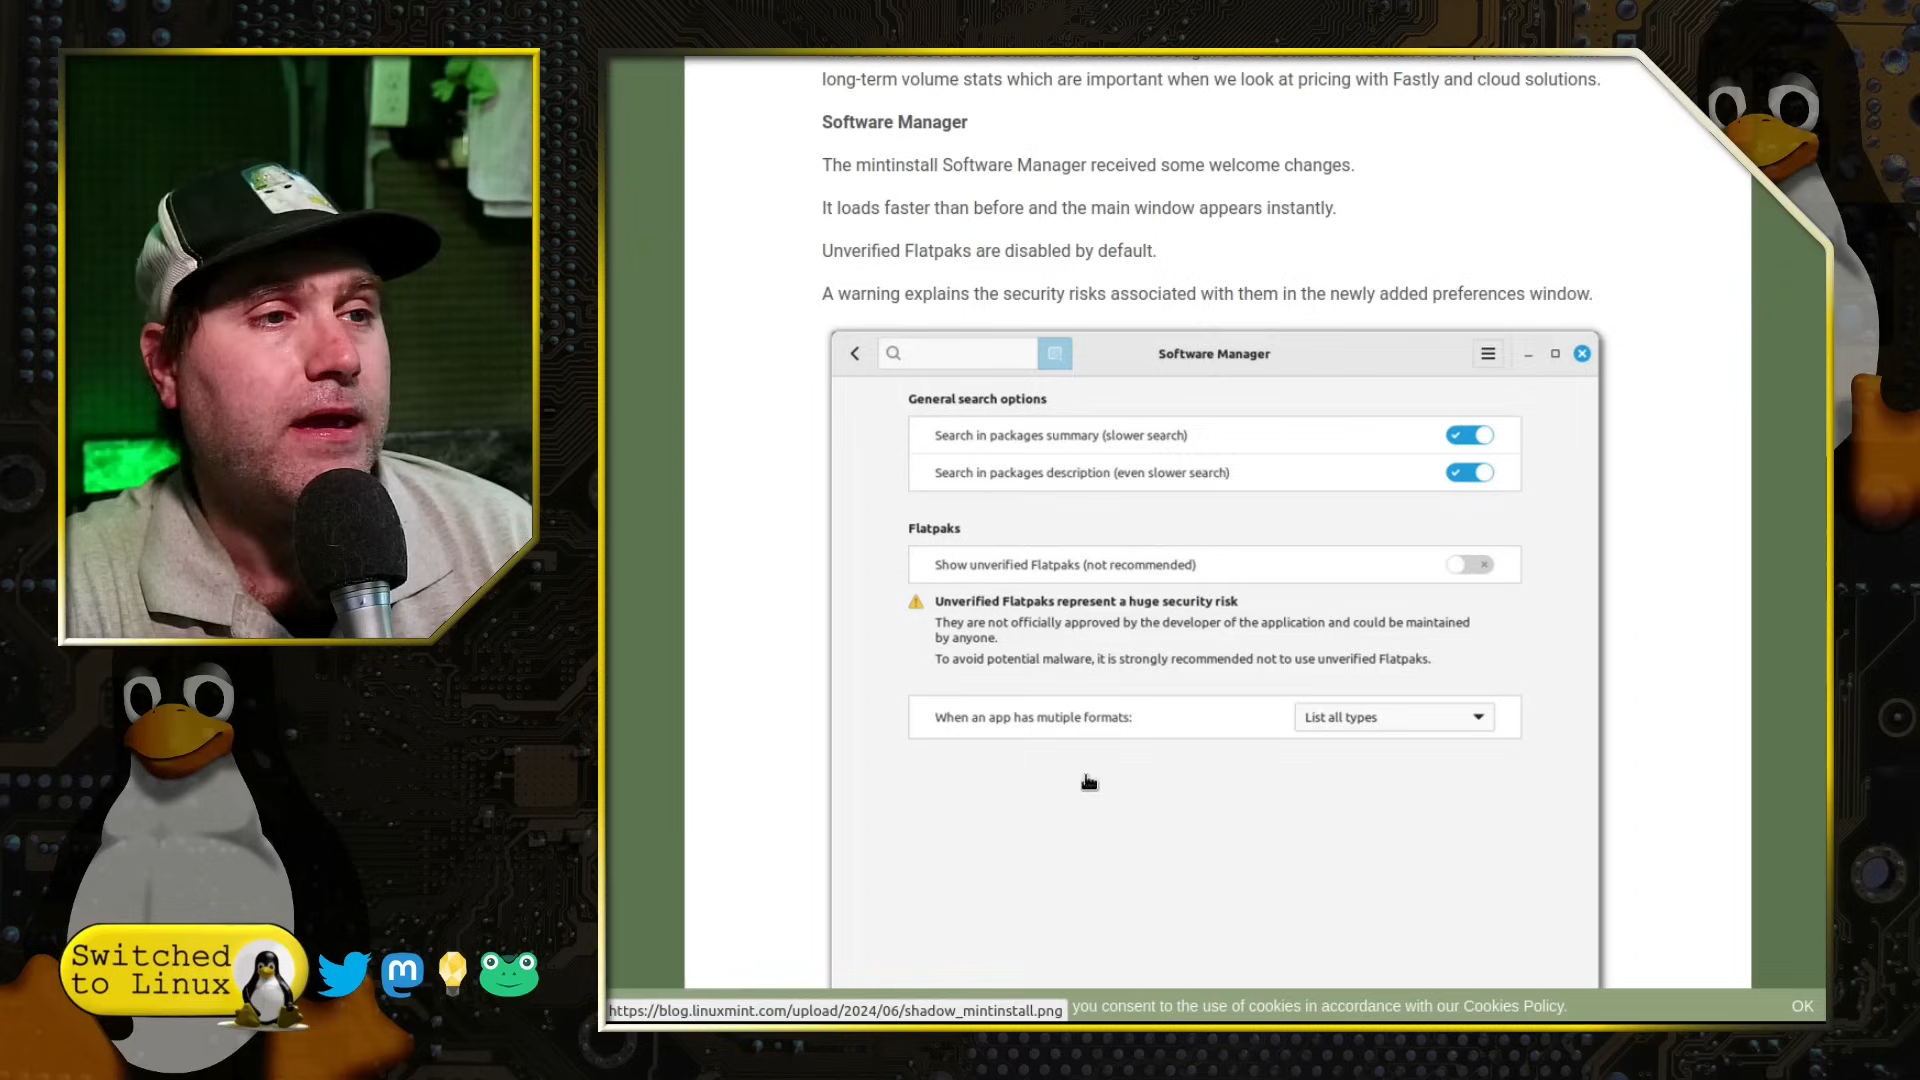 long-term volume stats which are important when we look at pricing with Fastly and cloud solutions.
Software Manager
The mintinstall Software Manager received some welcome changes.
It loads faster than before and the main window appears instantly.
Unverified Flatpaks are disabled by default.
A warning explains the security risks associated with them in the newly added preferences window.
Software Manager
General search options
Search in packages summary (slower search)
Search in packages description (even slower search)
Flatpaks
Show unverified Flatpaks (not recommended)
Unverified Flatpaks represent a huge security risk
They are not officially approved by the developer of the application and could be maintained
by anyone.
To avoid potential malware, it is strongly recommended not to use unverified Flatpaks.
When an app has mutiple formats:
List all types
https://blog.linuxmint.com/upload/2024/06/shadow_mintinstall.png
you consent to the use of cookies in accordance with our Cookies Policy.
OK
Switched
to Linux